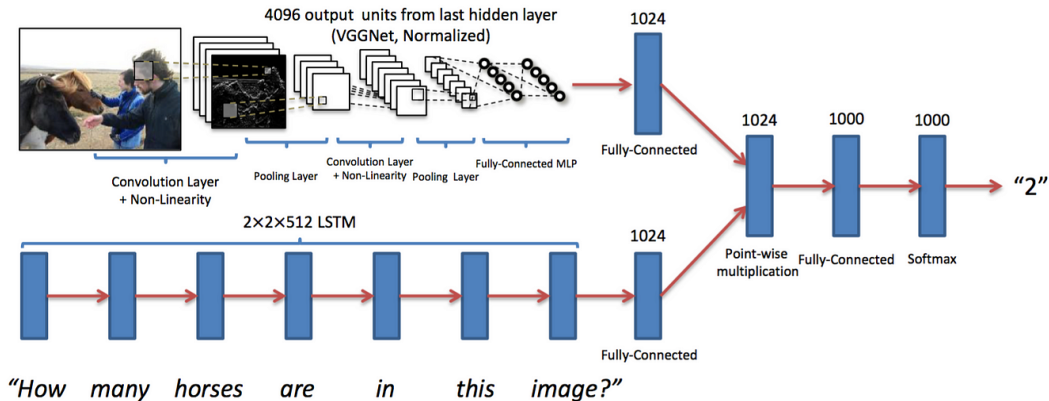 4096 output units from last hidden layer
(VGGNet, Normalized)
1024
Fully-Connected
Convolution Layer
+ Non-Linearity
Pooling Layer
Convolution Layer
+ Non-Linearity
Pooling Layer
Fully-Connected MLP
2×2×512 LSTM
1024
Fully-Connected
1024
Point-wise
multiplication
1000
Fully-Connected
1000
Softmax
“2”
“How many horses are in this image?”